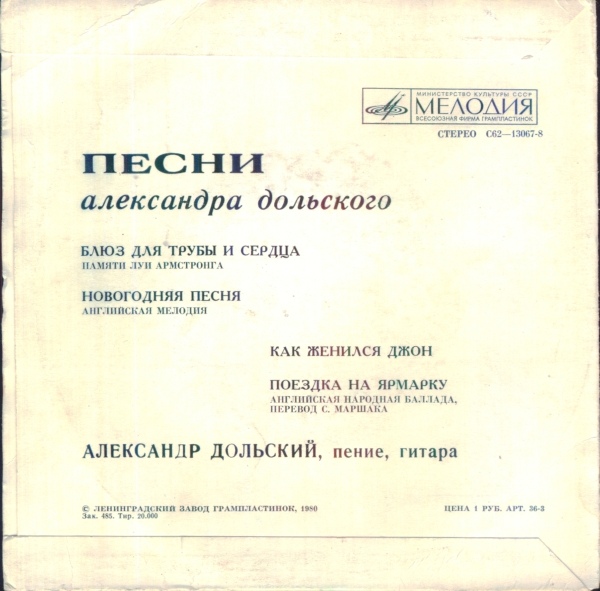 МИНИСТЕРСТВО КУЛЬТУРЫ СССР
МЕЛОДИЯ
ВСЕСОЮЗНАЯ ФИРМА ГРАМПЛАСТИНОК
СТЕРЕО С62—13067-8
ПЕСНИ
александра дольского
БЛЮЗ ДЛЯ ТРУБЫ И СЕРДЦА
ПАМЯТИ ЛУИ АРМСТРОНГА
НОВОГОДНЯЯ ПЕСНЯ
АНГЛИЙСКАЯ МЕЛОДИЯ
КАК ЖЕНИЛСЯ ДЖОН
ПОЕЗДКА НА ЯРМАРКУ
АНГЛИЙСКАЯ НАРОДНАЯ БАЛЛАДА,
ПЕРЕВОД С. МАРШАКА
АЛЕКСАНДР ДОЛЬСКИЙ, пение, гитара
© ЛЕНИНГРАДСКИЙ ЗАВОД ГРАМПЛАСТИНОК, 1980
Зак. 485. Тир. 20.000
ЦЕНА 1 РУБ. АРТ. 36-3